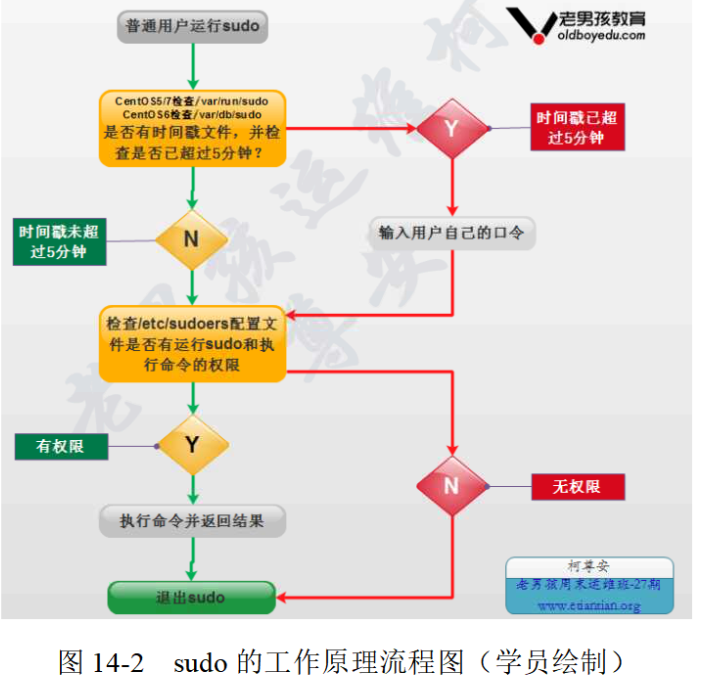 普通用户运行sudo
老男孩教育
oldboyedu.com
CentOS5/7检查/var/run/sudo
CentOS6检查/var/db/sudo
是否有时间戳文件，并检
查是否已超过5分钟？
Y
时间戳已超
过5分钟
时间戳未超
过5分钟
N
输入用户自己的口令
检查/etc/sudoers配置文
件是否有运行sudo和执
行命令的权限
有权限
Y
N
无权限
执行命令并返回结果
退出sudo
柯尊安
老男孩周末运维班-27期
www.etiantian.org
图 14-2 sudo 的工作原理流程图（学员绘制）